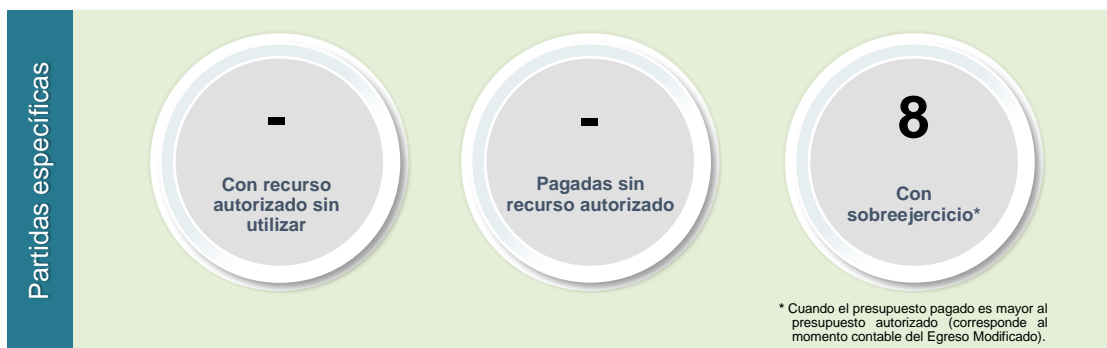 Partidas específicas
-
Con recurso
autorizado sin
utilizar
-
Pagadas sin
recurso autorizado
8
Con
sobreejercicio*
* Cuando el presupuesto pagado es mayor al
presupuesto autorizado (corresponde al
momento contable del Egreso Modificado).